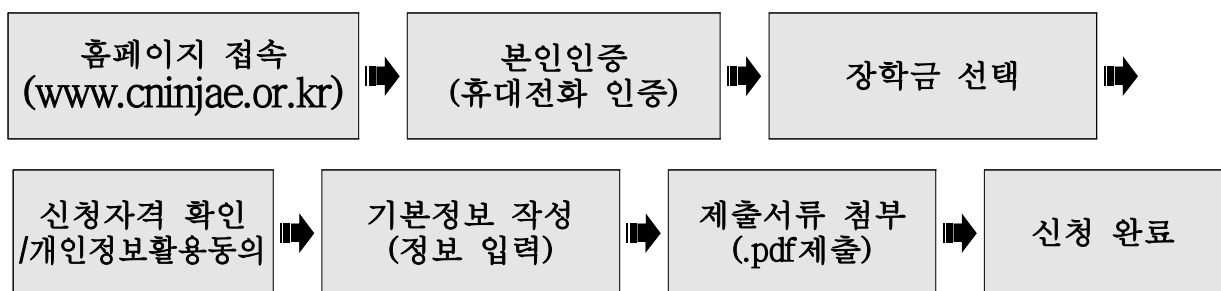 홈페이지 접속
(www.cninjae.or.kr)
본인인증
(휴대전화 인증)
장학금 선택
신청자격 확인
/개인정보활용동의
기본정보 작성
(정보 입력)
제출서류 첨부
(.pdf제출)
신청 완료